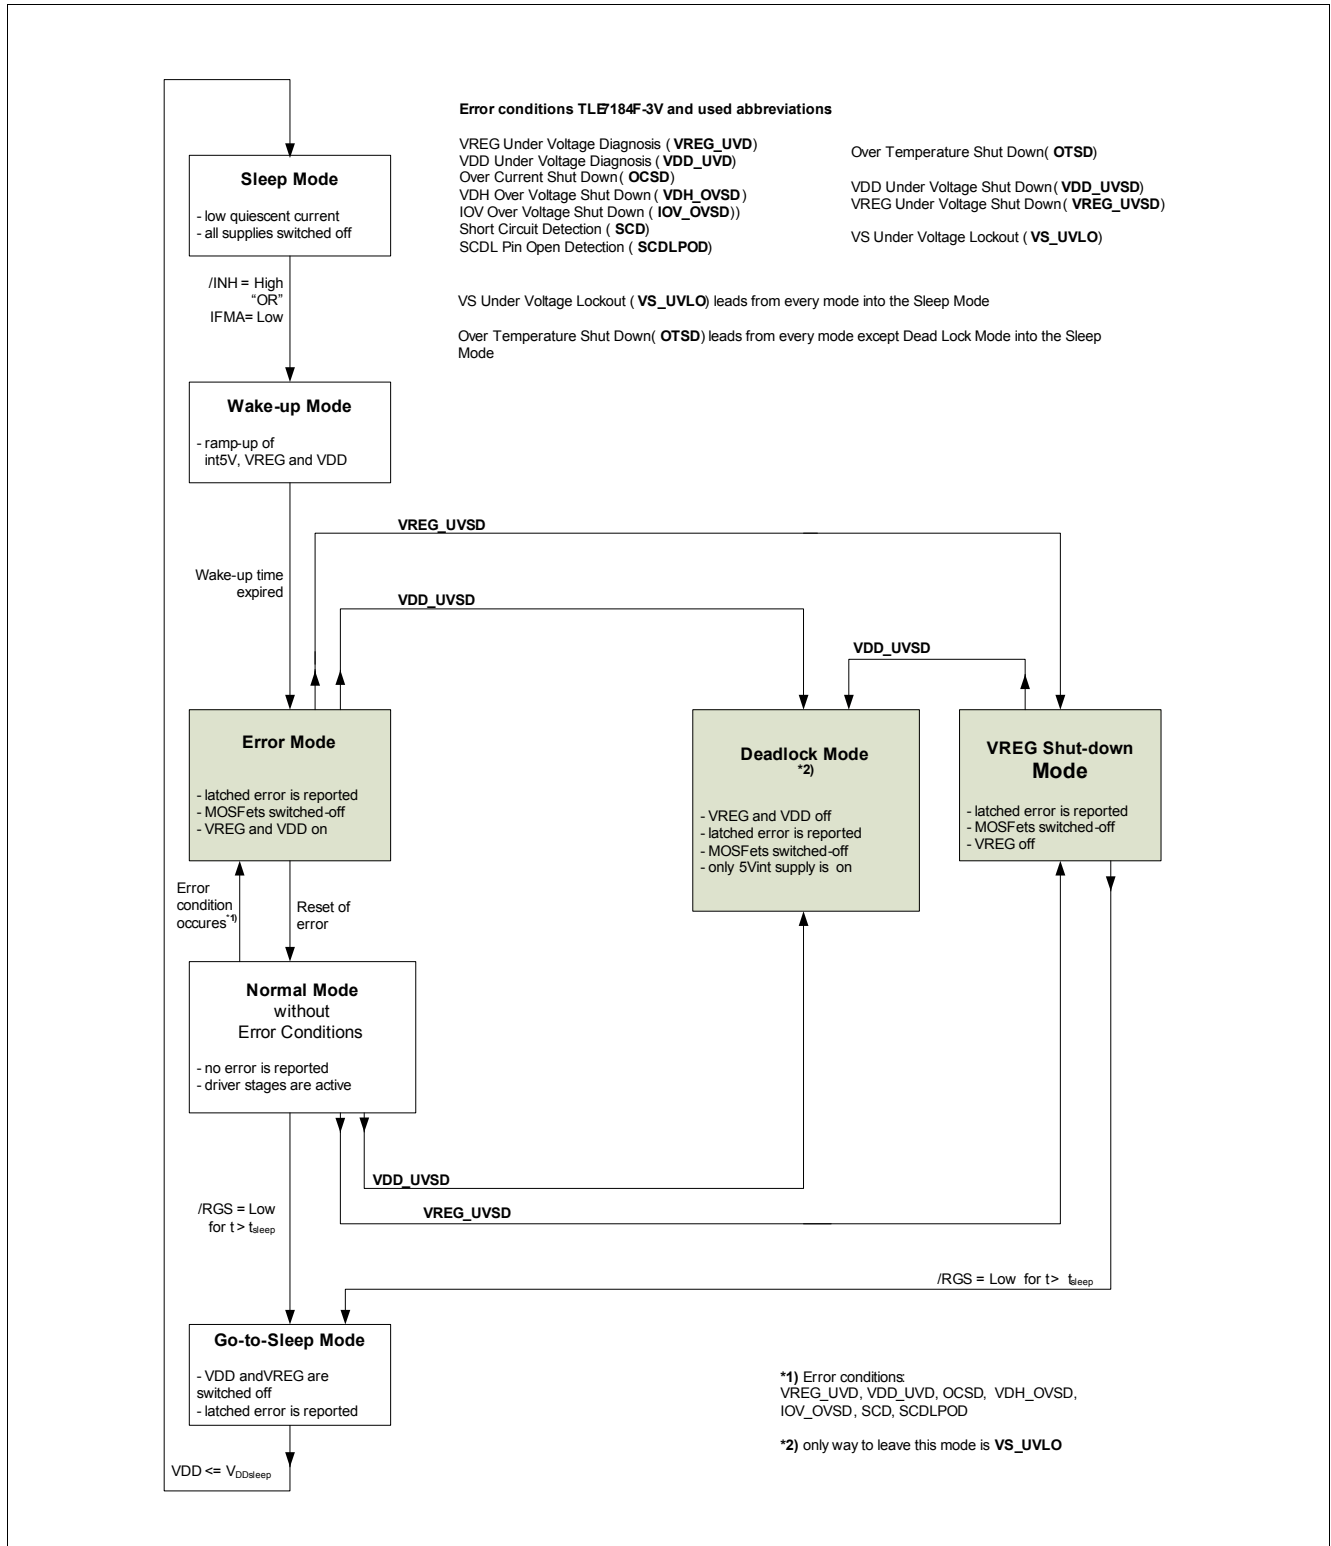 Error conditions TLE7184F-3V and used abbreviations
VREG Under Voltage Diagnosis ( VREG_UVD)
VDD Under Voltage Diagnosis ( VDD_UVD)
Over Current Shut Down( OCSD)
VDH Over Voltage Shut Down ( VDH_OVSD)
IOV Over Voltage Shut Down ( IOV_OVSD))
Short Circuit Detection ( SCD)
SCDL Pin Open Detection ( SCDLPOD)
Over Temperature Shut Down( OTSD)
VDD Under Voltage Shut Down( VDD_UVSD)
VREG Under Voltage Shut Down( VREG_UVSD)
VS Under Voltage Lockout ( VS_UVLO)
VS Under Voltage Lockout ( VS_UVLO) leads from every mode into the Sleep Mode
Over Temperature Shut Down( OTSD) leads from every mode except Dead Lock Mode into the Sleep
Mode
Sleep Mode
- low quiescent current
- all supplies switched off
/INH = High
“OR”
IFMA= Low
Wake-up Mode
- ramp-up of
int5V, VREG and VDD
Wake-up time
expired
VREG_UVSD
VDD_UVSD
VDD_UVSD
Error Mode
- latched error is reported
- MOSFets switched-off
- VREG and VDD on
Deadlock Mode
*2)
- VREG and VDD off
- latched error is reported
- MOSFets switched-off
- only 5Vint supply is on
VREG Shut-down
Mode
- latched error is reported
- MOSFets switched-off
- VREG off
Error
condition
occures*1)
Reset of
error
Normal Mode
without
Error Conditions
- no error is reported
- driver stages are active
VDD_UVSD
VREG_UVSD
/RGS = Low
for t > tsleep
/RGS = Low for t > tsleep
Go-to-Sleep Mode
- VDD andVREG are
switched off
- latched error is reported
VDD <= VDDsleep
*1) Error conditions:
VREG_UVD, VDD_UVD, OCSD, VDH_OVSD,
IOV_OVSD, SCD, SCDLPOD
*2) only way to leave this mode is VS_UVLO